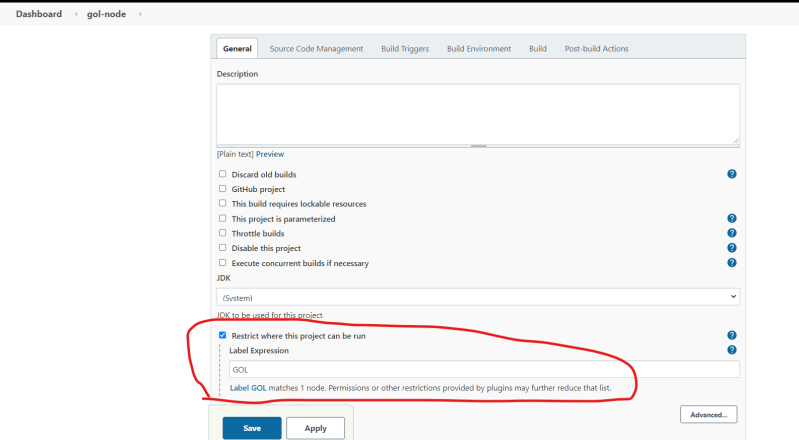 Dashboard gol-node
General Source Code Management Build Triggers Build Environment Build Post-build Actions
Description
[Plain text] Preview
Discard old builds
GitHub project
This build requires lockable resources
This project is parameterized
Throttle builds
Disable this project
Execute concurrent builds if necessary
JDK
(System)
JDK to be used for this project
Restrict where this project can be run
Label Expression
GOL
Label GOL matches 1 node. Permissions or other restrictions provided by plugins may further reduce that list.
Advanced...
Save Apply